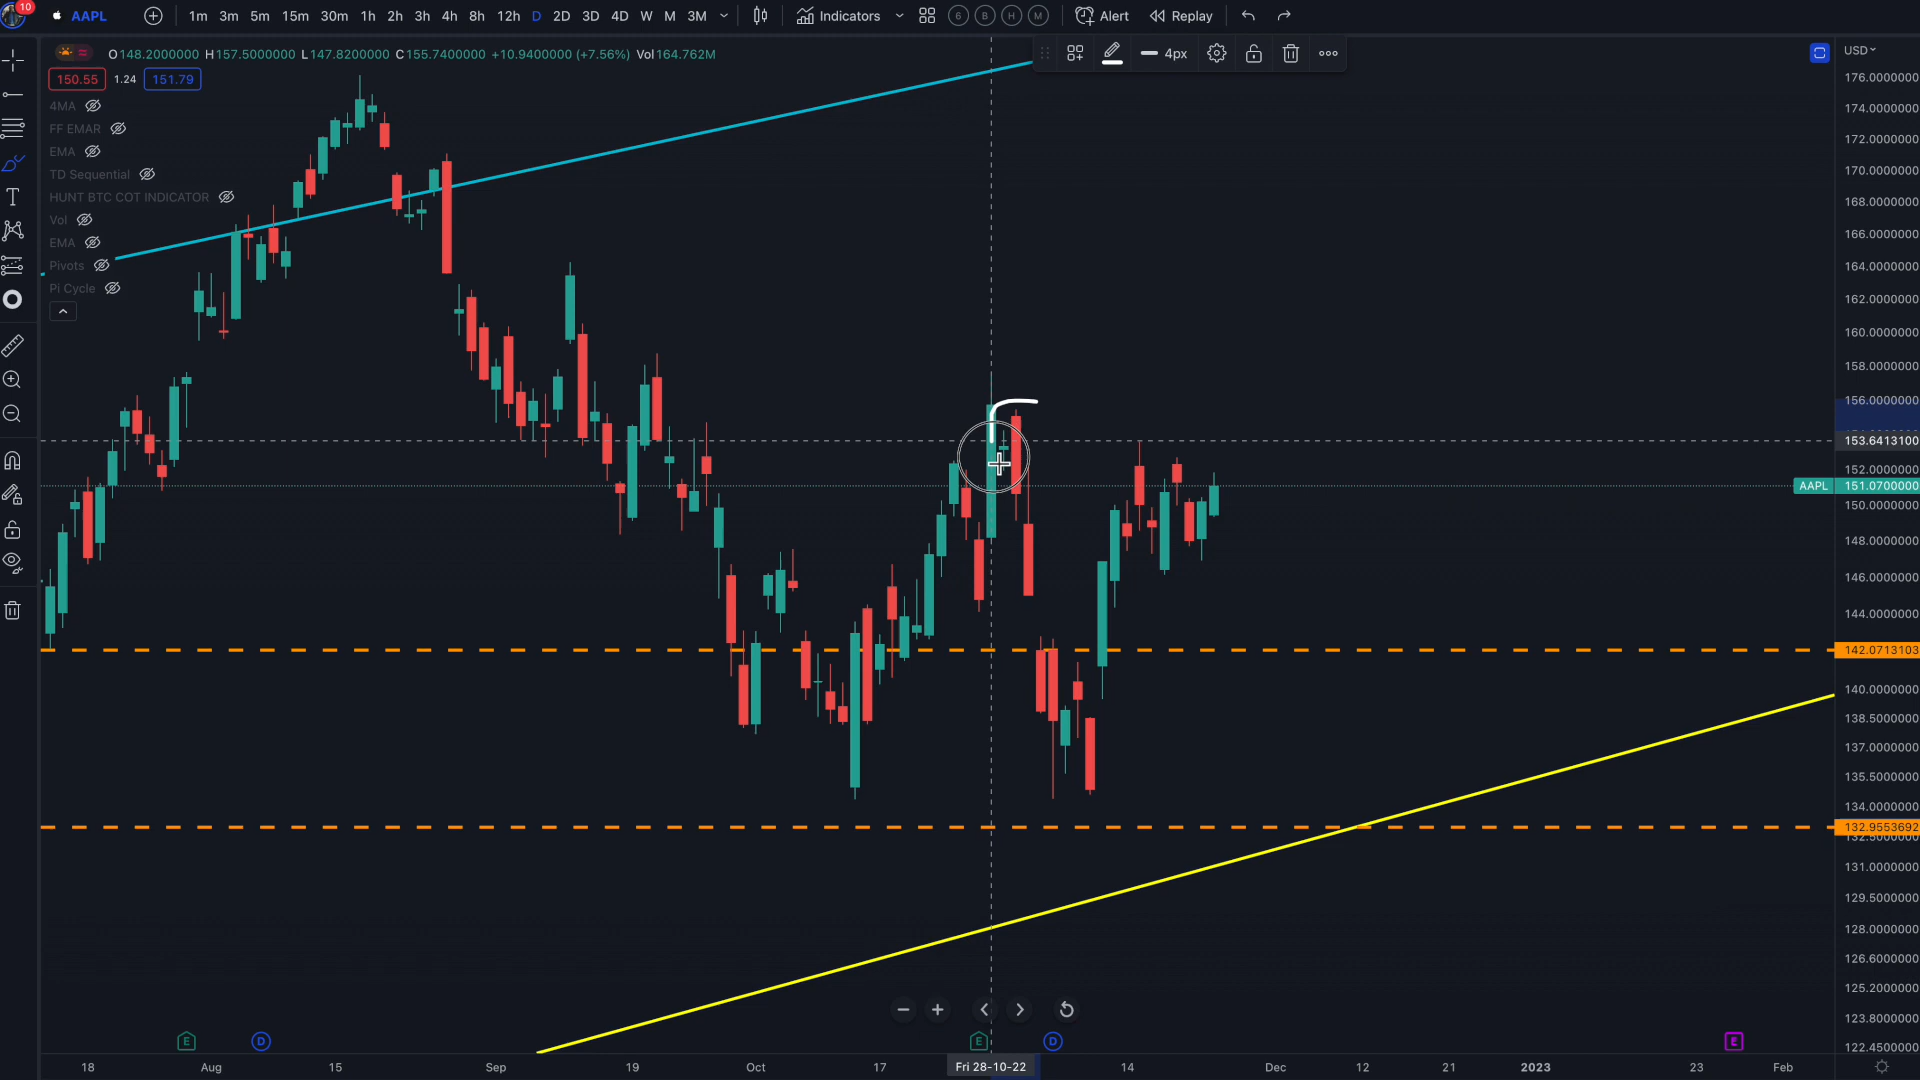 10
AAPL 1m 3m 5m 15m 30m 1h 2h 3h 4h 8h 12h D 2D 3D 4D W M 3M Indicators 6 B H M Alert Replay
O148.2000000 H157.5000000 L147.8200000 C155.7400000 +10.9400000 (+7.56%) Vol164.762M
4px
USD
150.55 1.24 151.79
4MA
FF EMAR
EMA
TD Sequential
HUNT BTC COT INDICATOR
Vol
EMA
Pivots
Pi Cycle
T
176.0000000
174.0000000
172.0000000
170.0000000
168.0000000
166.0000000
164.0000000
162.0000000
160.0000000
158.0000000
156.0000000
153.6413100
152.0000000
AAPL 151.0700000
150.0000000
148.0000000
146.0000000
144.0000000
142.0713103
140.0000000
138.5000000
137.0000000
135.5000000
134.0000000
132.9553692
132.5000000
131.0000000
129.5000000
128.0000000
126.6000000
125.2000000
123.8000000
122.4500000
E D E D E
18 Aug 15 Sep 19 Oct 17 Fri 28-10-22 14 Dec 12 21 2023 23 Feb